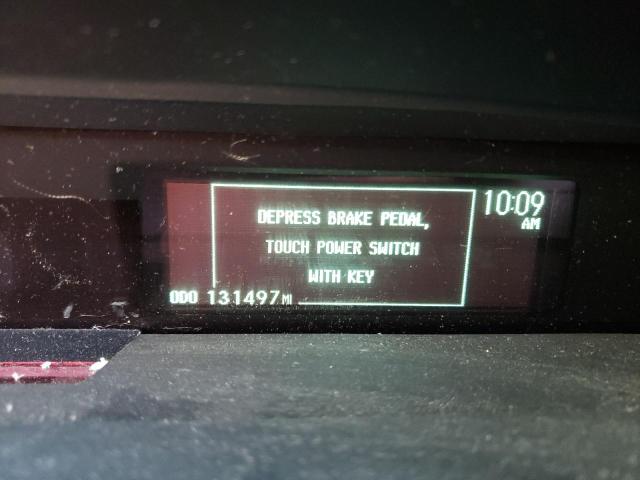 DEPRESS BRAKE PEDAL,
TOUCH POWER SWITCH
WITH KEY
10:09
AM
ODO 131497 MI